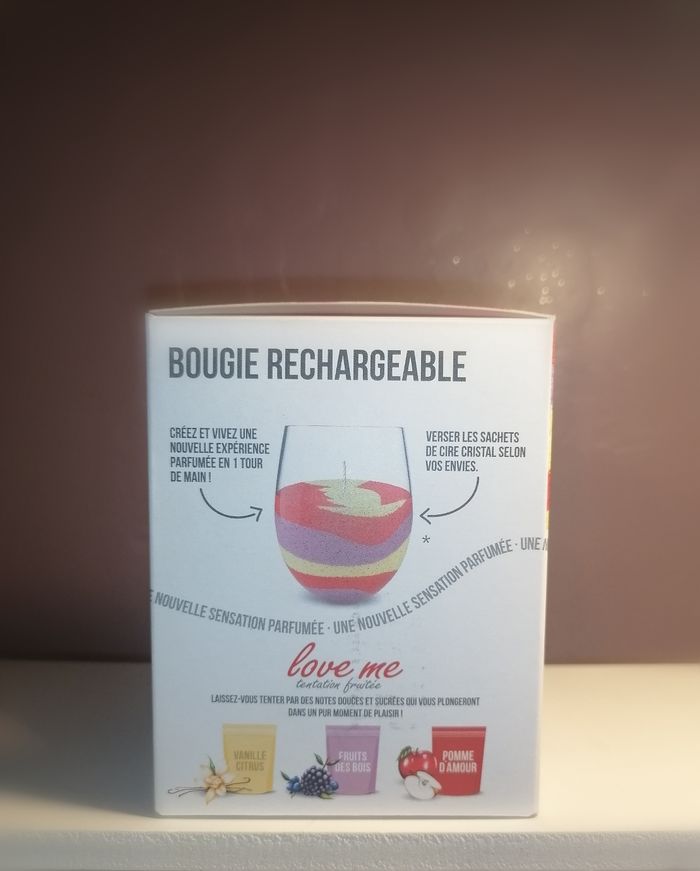 BOUGIE RECHARGEABLE
CRÉEZ ET VIVEZ UNE
NOUVELLE EXPÉRIENCE
PARFUMÉE EN 1 TOUR
DE MAIN !
VERSER LES SACHETS
DE CIRE CRISTAL SELON
VOS ENVIES.
*
NOUVELLE SENSATION PARFUMÉE · UNE NOUVELLE SENSATION PARFUMÉE · UNE
love me
tentation fruitée
LAISSEZ-VOUS TENTER PAR DES NOTES DOUCES ET SUCRÉES QUI VOUS PLONGERONT
DANS UN PUR MOMENT DE PLAISIR !
VANILLE
CITRUS
FRUITS
DES BOIS
POMME
D'AMOUR